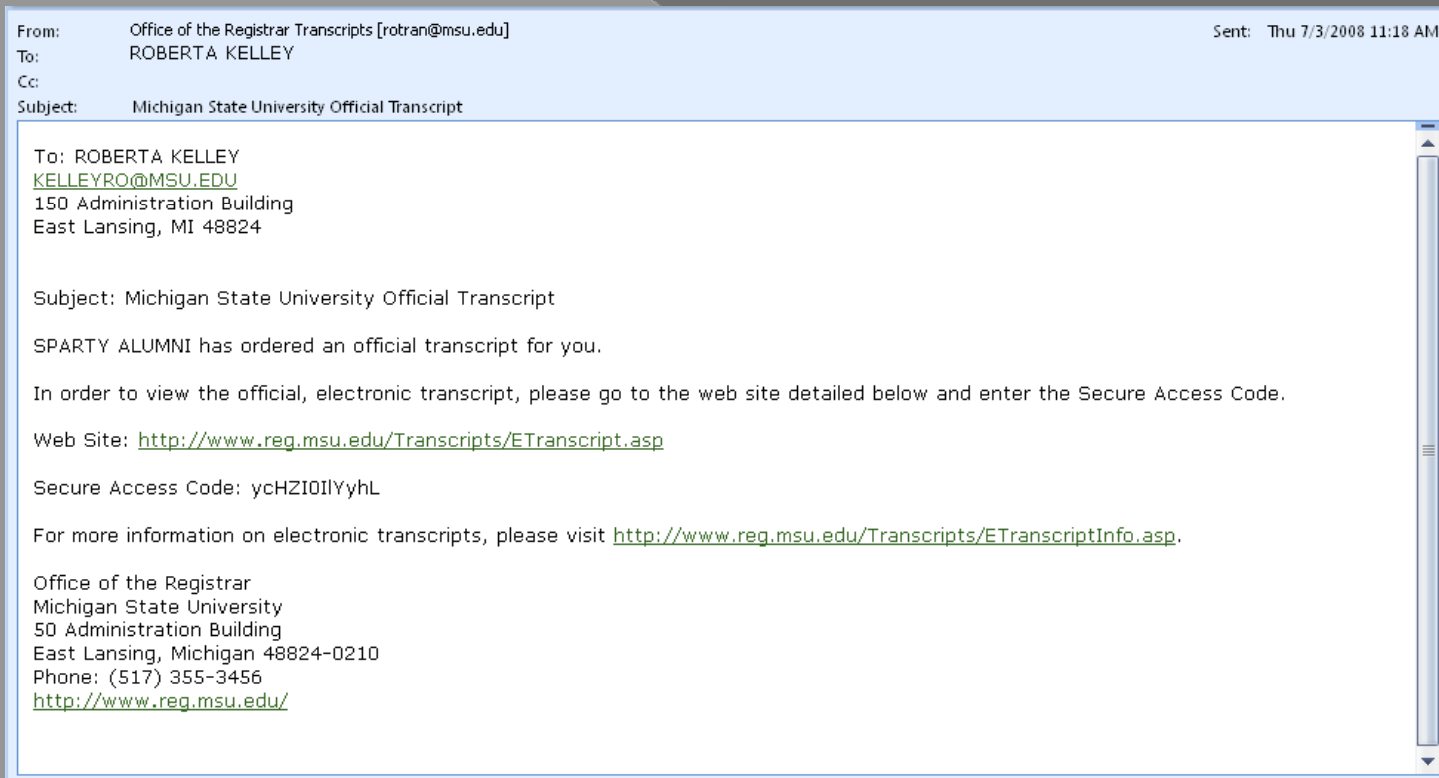 From: Office of the Registrar Transcripts [rotran@msu.edu] Sent: Thu 7/3/2008 11:18 AM
To: ROBERTA KELLEY
Cc:
Subject: Michigan State University Official Transcript
To: ROBERTA KELLEY
KELLEYRO@MSU.EDU
150 Administration Building
East Lansing, MI 48824
Subject: Michigan State University Official Transcript
SPARTY ALUMNI has ordered an official transcript for you.
In order to view the official, electronic transcript, please go to the web site detailed below and enter the Secure Access Code.
Web Site: http://www.reg.msu.edu/Transcripts/ETranscript.asp
Secure Access Code: ycHZI0IlYyhL
For more information on electronic transcripts, please visit http://www.reg.msu.edu/Transcripts/ETranscriptInfo.asp.
Office of the Registrar
Michigan State University
50 Administration Building
East Lansing, Michigan 48824-0210
Phone: (517) 355-3456
http://www.reg.msu.edu/